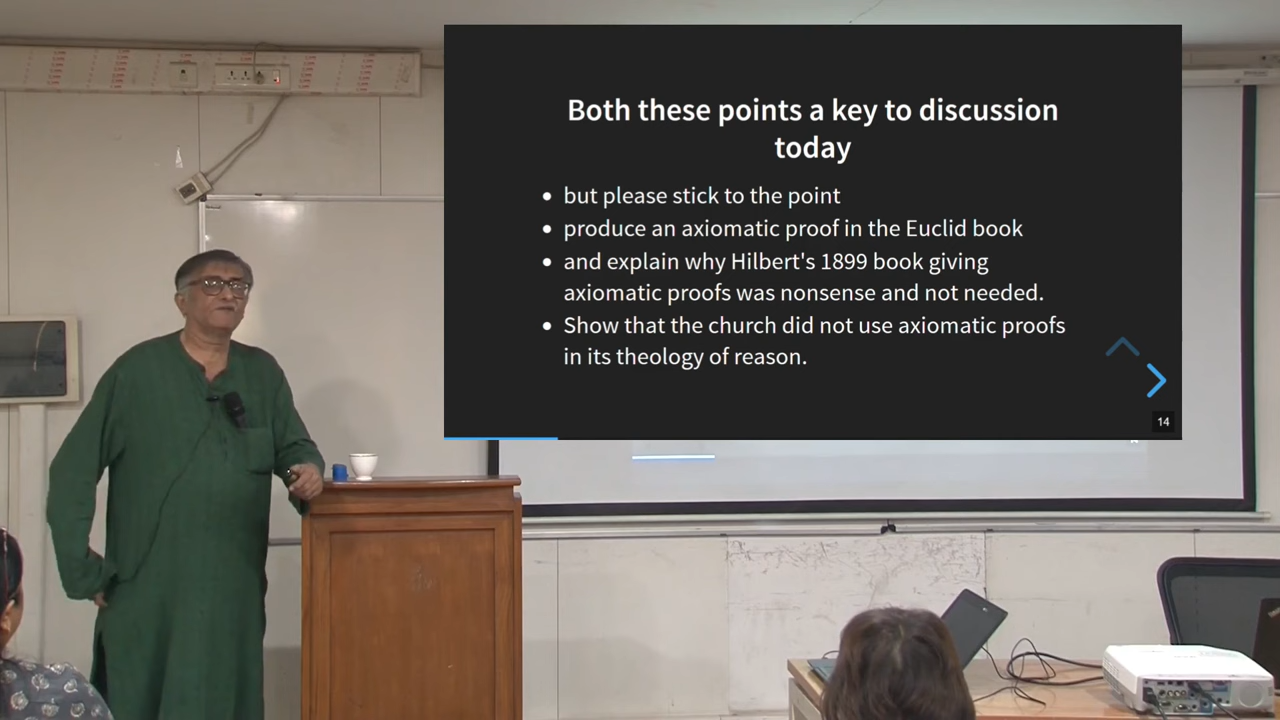 Both these points a key to discussion
today
but please stick to the point
produce an axiomatic proof in the Euclid book
and explain why Hilbert's 1899 book giving
axiomatic proofs was nonsense and not needed.
Show that the church did not use axiomatic proofs
in its theology of reason.
14